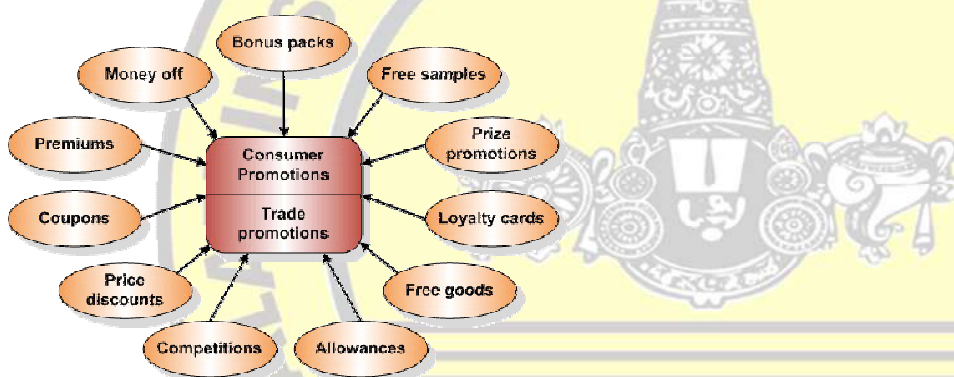 Bonus packs
Money off
Free samples
Premiums
Prize
promotions
Consumer
Promotions
Trade
promotions
Coupons
Loyalty cards
Price
discounts
Free goods
Competitions
Allowances